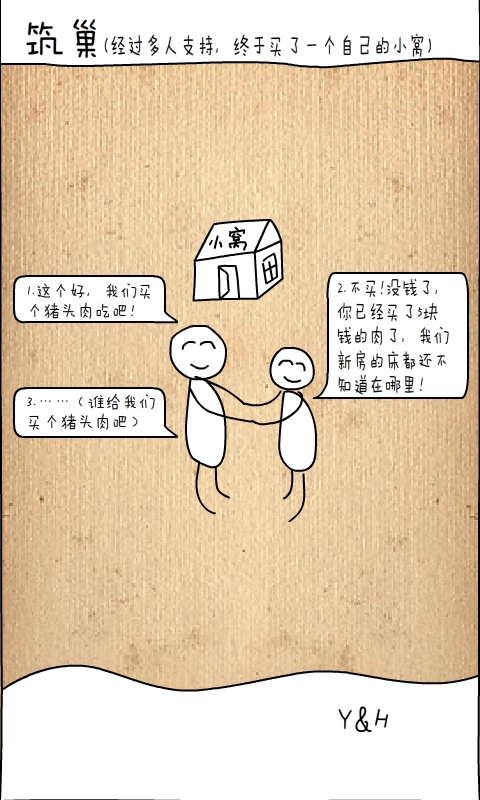 筑巢(经过多人支持，终于买了一个自己的小窝)
小窝
1.这个好，我们买
个猪头肉吃吧！
2.不买！没钱了，
你已经买了5块
钱的肉了，我们
新房的床都还不
知道在哪里！
3.……（谁给我们
买个猪头肉吧）
Y&H